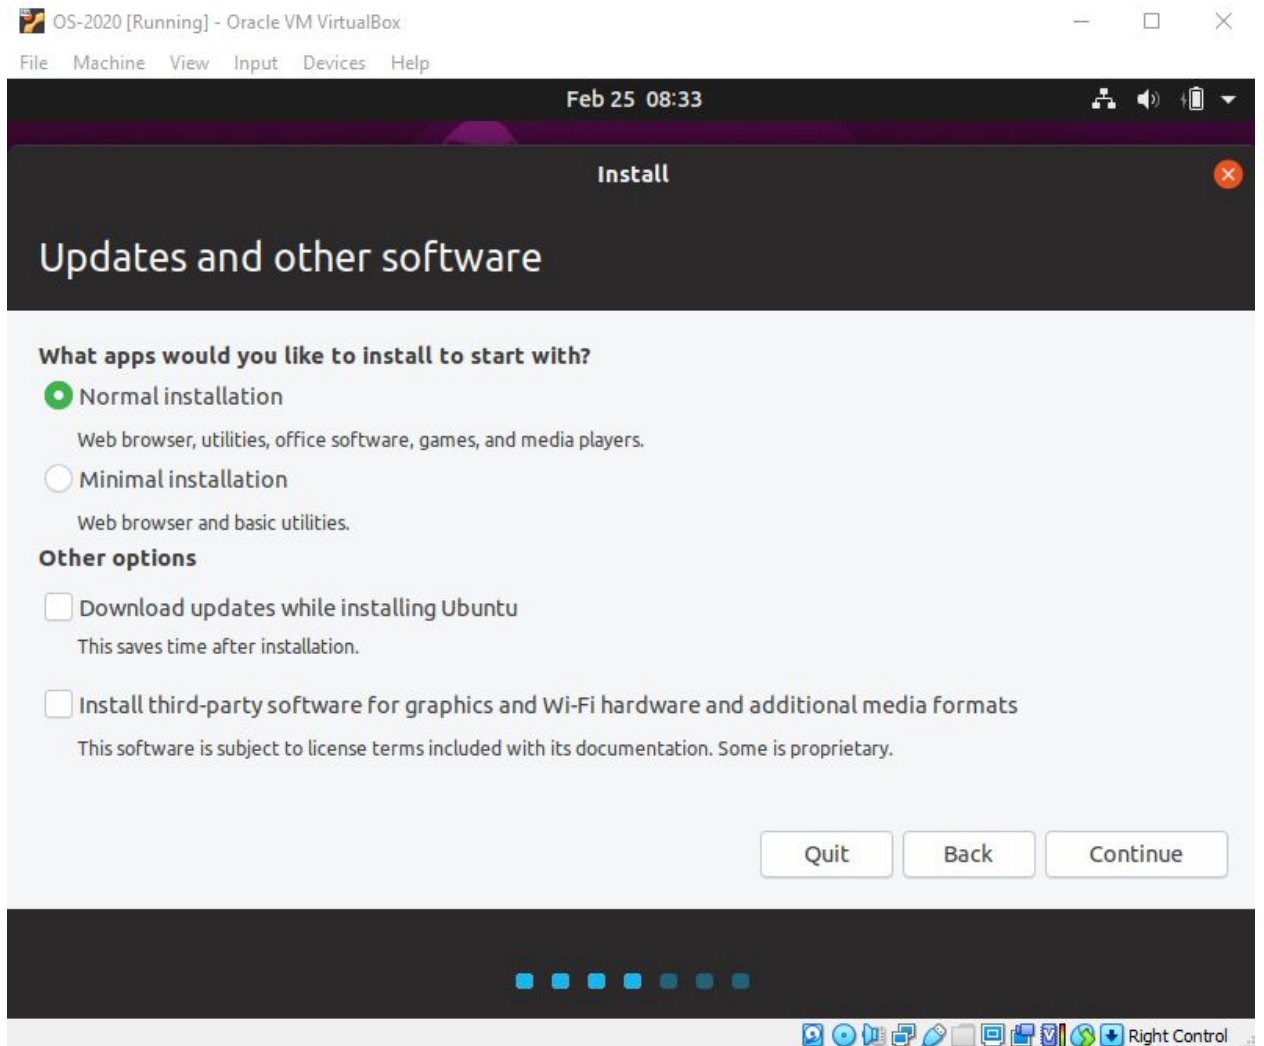 OS-2020 [Running] - Oracle VM VirtualBox
File Machine View Input Devices Help
Feb 25 08:33
Install
Updates and other software
What apps would you like to install to start with?
Normal installation
Web browser, utilities, office software, games, and media players.
Minimal installation
Web browser and basic utilities.
Other options
Download updates while installing Ubuntu
This saves time after installation.
Install third-party software for graphics and Wi-Fi hardware and additional media formats
This software is subject to license terms included with its documentation. Some is proprietary.
Quit Back Continue
Right Control